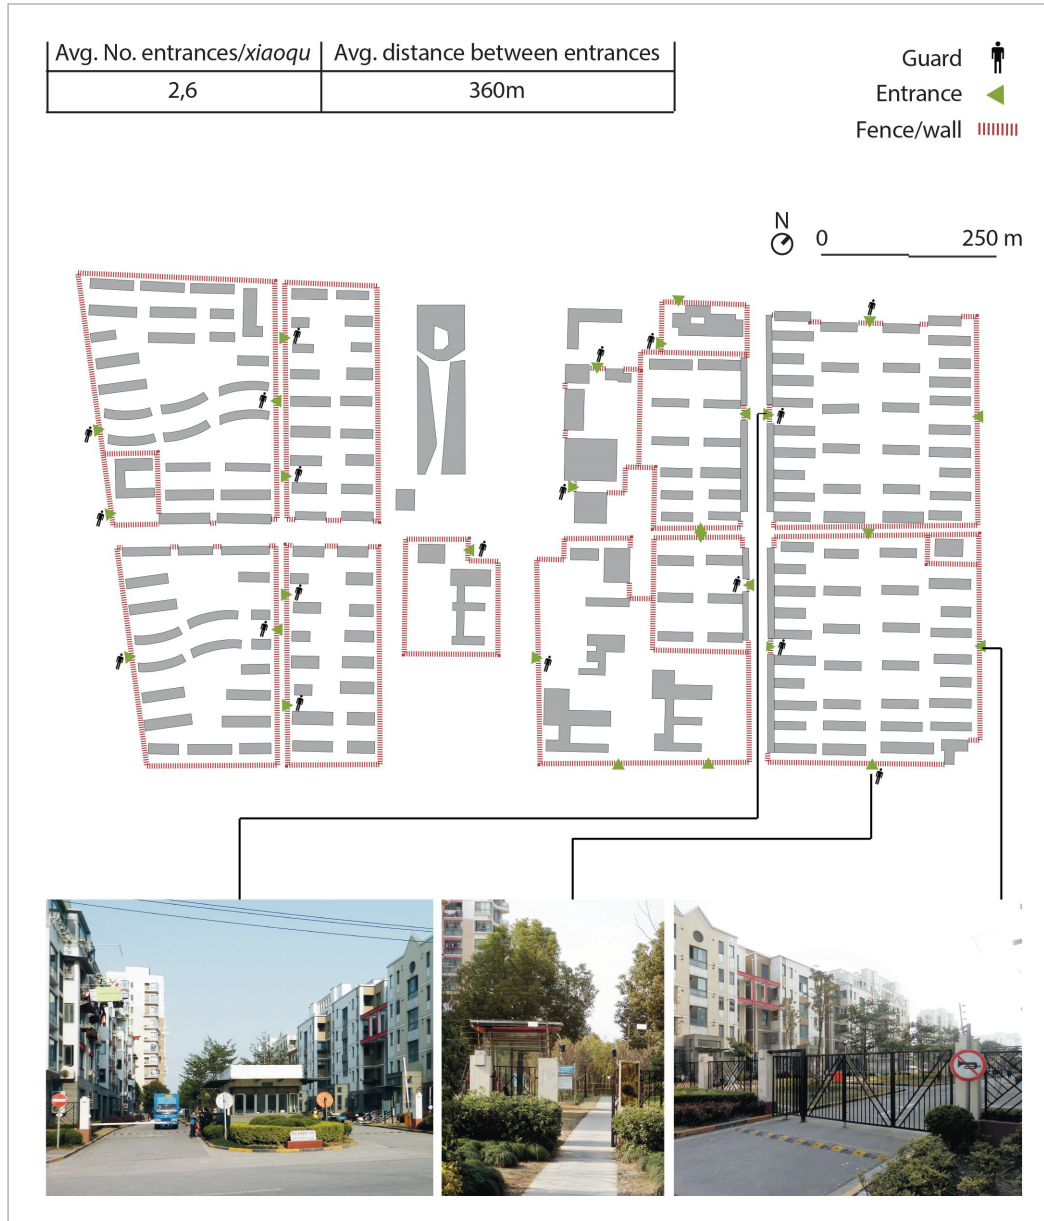 Avg. No. entrances/xiaoqu Avg. distance between entrances
2,6 360m
Guard
Entrance
Fence/wall
N
0 250 m